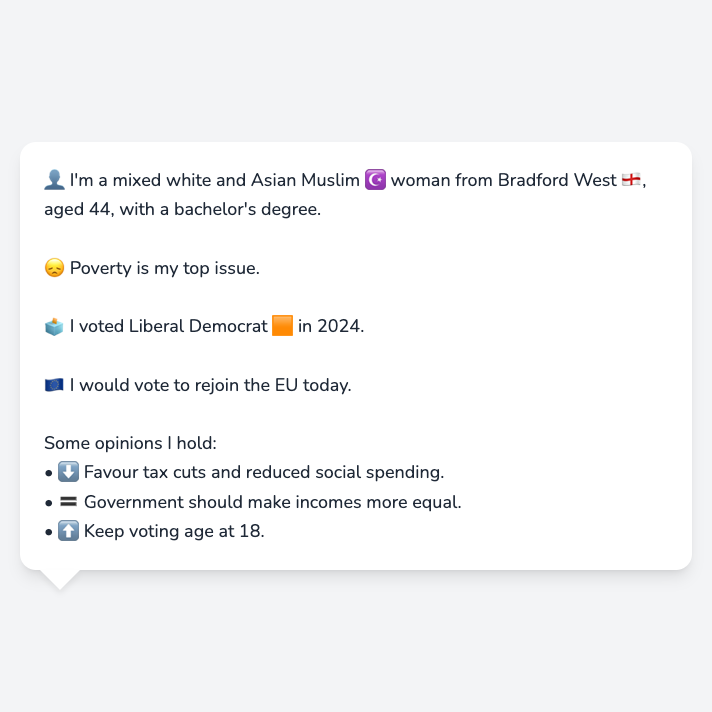 👤 I'm a mixed white and Asian Muslim ☪️ woman from Bradford West 🏴󠁧󠁢󠁥󠁮󠁧󠁿,
aged 44, with a bachelor's degree.
😞 Poverty is my top issue.
🗳️ I voted Liberal Democrat 🟧 in 2024.
🇪🇺 I would vote to rejoin the EU today.
Some opinions I hold:
• ⬇️ Favour tax cuts and reduced social spending.
• 🟰 Government should make incomes more equal.
• ⬆️ Keep voting age at 18.